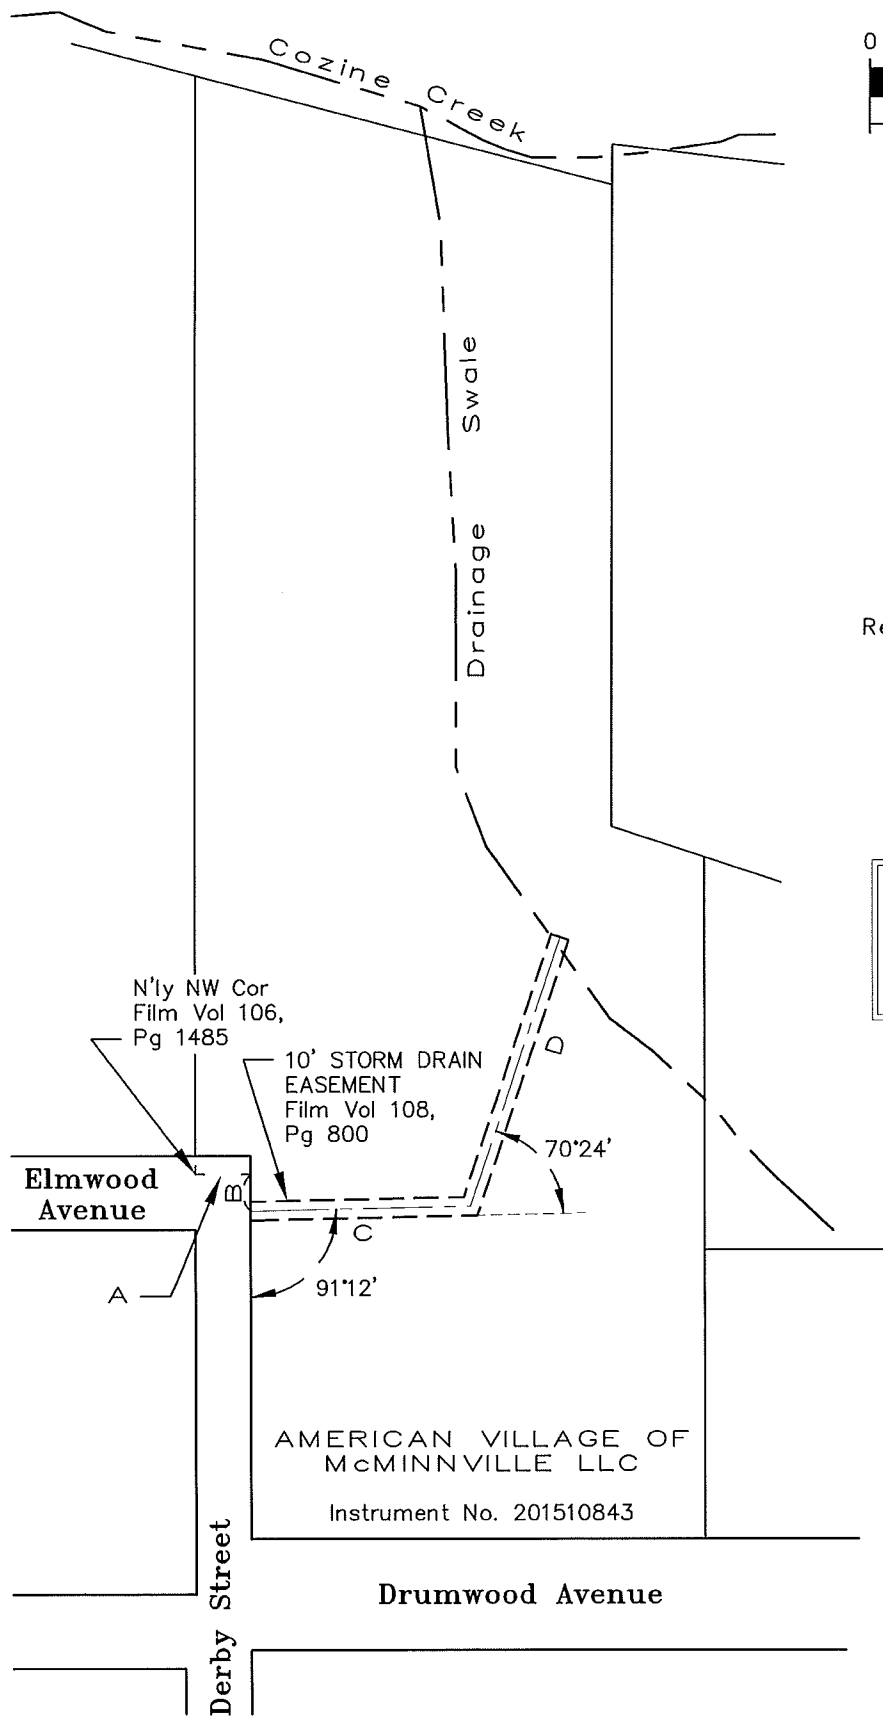 0
Cozine Creek
Drainage Swale
Re
N'ly NW Cor
Film Vol 106,
Pg 1485
10' STORM DRAIN
EASEMENT
Film Vol 108,
Pg 800
D
70°24'
Elmwood
Avenue
B
C
A
91°12'
AMERICAN VILLAGE OF
McMINNVILLE LLC
Instrument No. 201510843
Drumwood Avenue
Derby Street